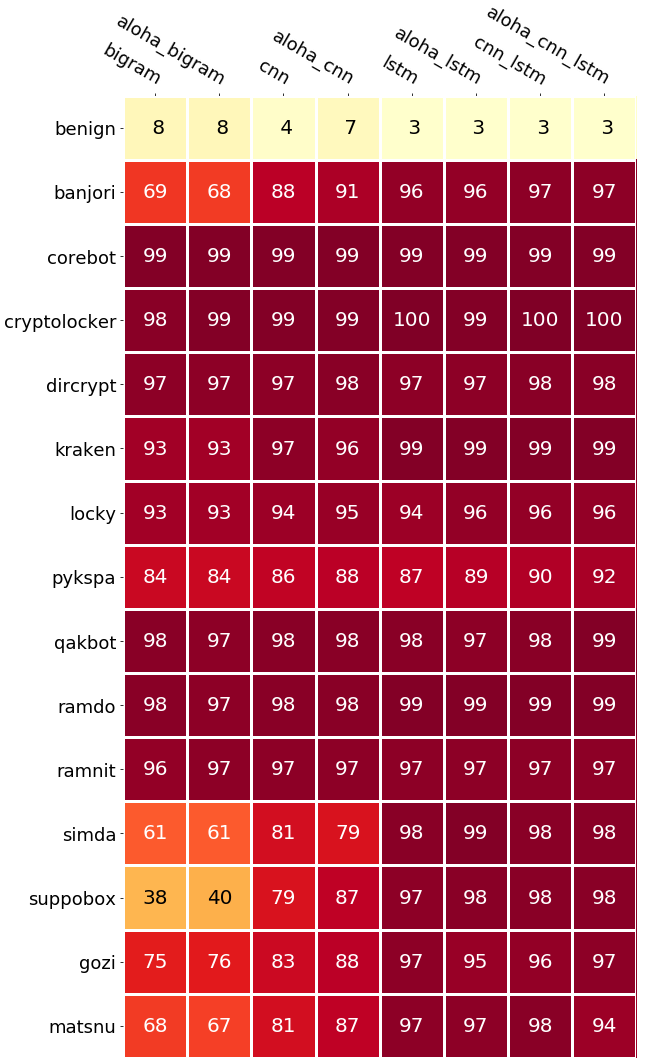 bigram aloha_bigram cnn aloha_cnn lstm aloha_lstm cnn_lstm aloha_cnn_lstm
benign 8 8 4 7 3 3 3 3
banjori 69 68 88 91 96 96 97 97
corebot 99 99 99 99 99 99 99 99
cryptolocker 98 99 99 99 100 99 100 100
dircrypt 97 97 97 98 97 97 98 98
kraken 93 93 97 96 99 99 99 99
locky 93 93 94 95 94 96 96 96
pykspa 84 84 86 88 87 89 90 92
qakbot 98 97 98 98 98 97 98 99
ramdo 98 97 98 98 99 99 99 99
ramnit 96 97 97 97 97 97 97 97
simda 61 61 81 79 98 99 98 98
suppobox 38 40 79 87 97 98 98 98
gozi 75 76 83 88 97 95 96 97
matsnu 68 67 81 87 97 97 98 94